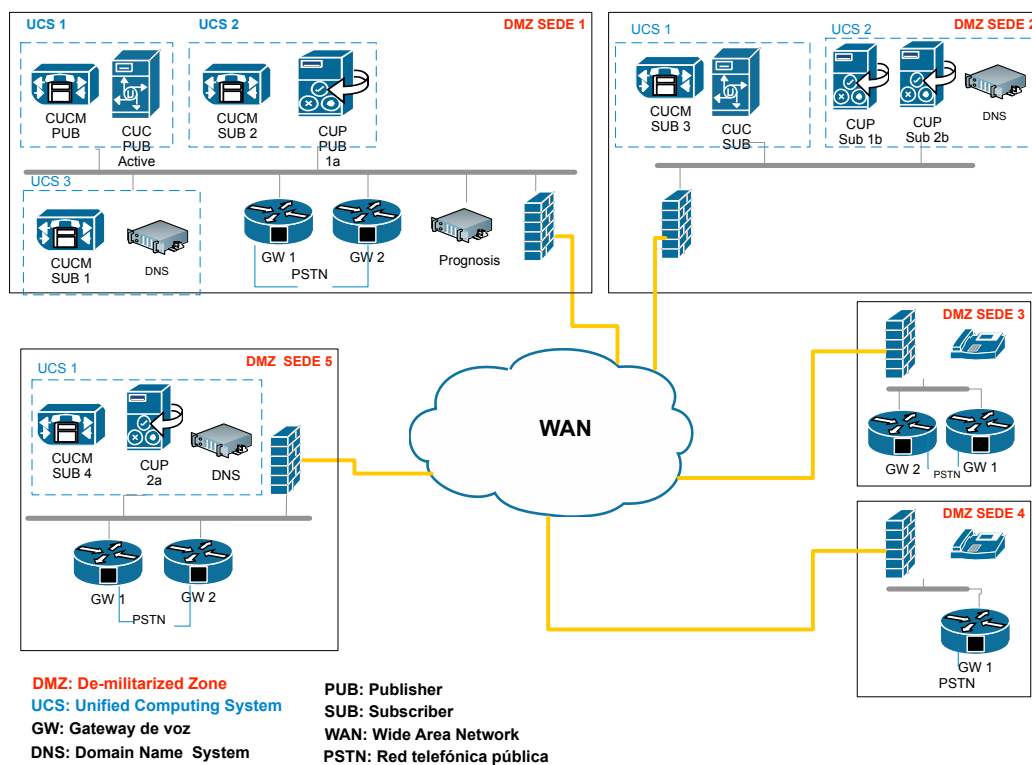 UCS 1
UCS 2
DMZ SEDE 1
CUCM
PUB
CUC
PUB
Active
CUCM
SUB 2
CUP
PUB
1a
UCS 3
CUCM
SUB 1
DNS
GW 1
GW 2
PSTN
Prognosis
DMZ SEDE 2
UCS 1
UCS 2
CUCM
SUB 3
CUC
SUB
CUP
Sub 1b
CUP
Sub 2b
DNS
DMZ SEDE 3
GW 2
PSTN
GW 1
DMZ SEDE 5
UCS 1
CUCM
SUB 4
CUP
2a
DNS
GW 1
GW 2
PSTN
WAN
DMZ SEDE 4
GW 1
PSTN
DMZ: De-militarized Zone
UCS: Unified Computing System
GW: Gateway de voz
DNS: Domain Name System
PUB: Publisher
SUB: Subscriber
WAN: Wide Area Network
PSTN: Red telefónica pública